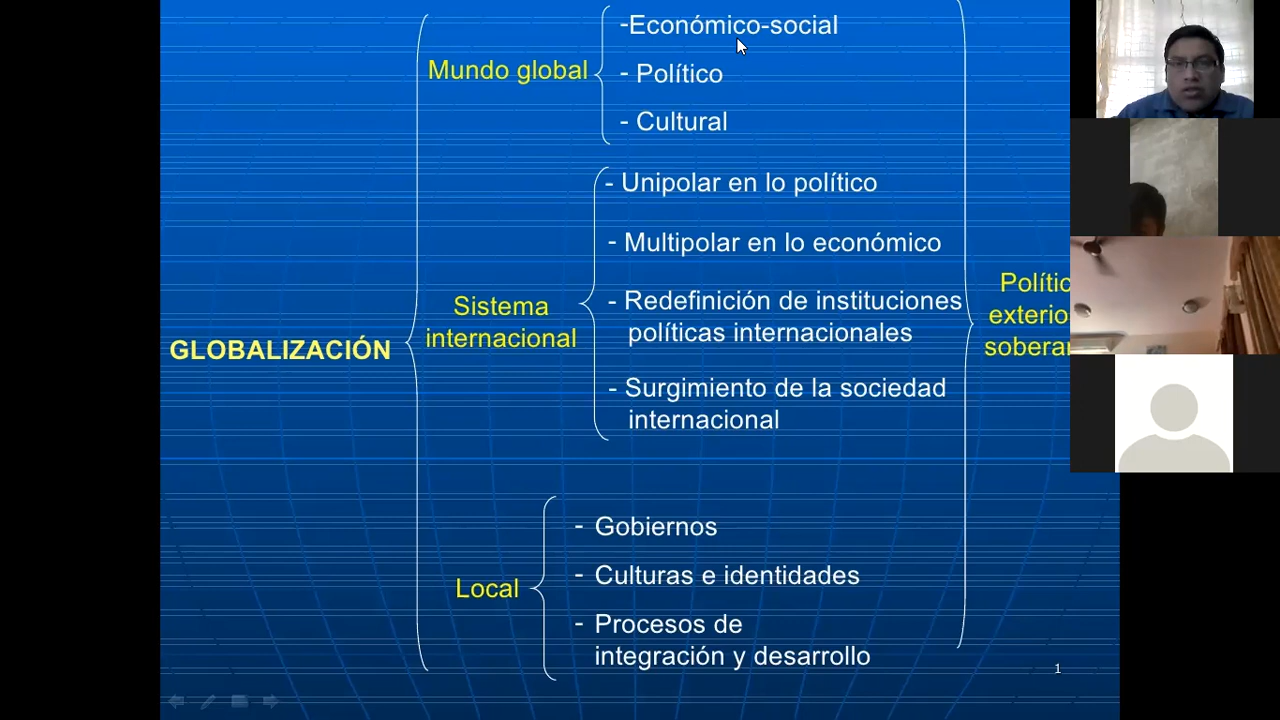 -Económico-social
Mundo global
- Político
- Cultural
- Unipolar en lo político
- Multipolar en lo económico
- Redefinición de instituciones
políticas internacionales
Sistema
internacional
- Surgimiento de la sociedad
internacional
GLOBALIZACIÓN
- Gobiernos
- Culturas e identidades
Local
- Procesos de
integración y desarrollo
1